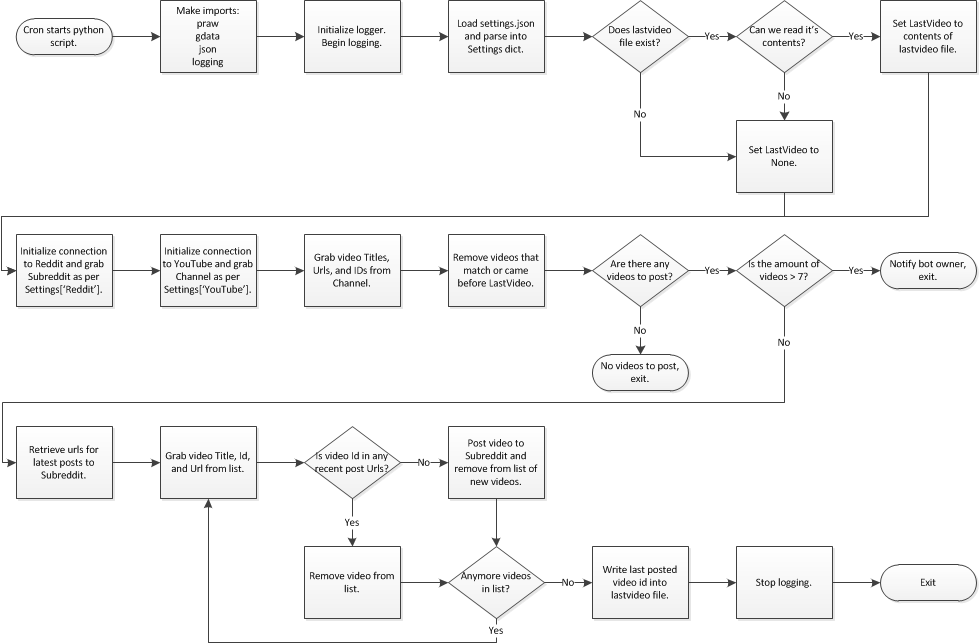 Cron starts python
script.
Make imports:
praw
gdata
json
logging
Initialize logger.
Begin logging.
Load settings.json
and parse into
Settings dict.
Does lastvideo
file exist?
Yes
Can we read it's
contents?
Yes
Set LastVideo to
contents of
lastvideo file.
No
No
Set LastVideo to
None.
Initialize connection
to Reddit and grab
Subreddit as per
Settings['Reddit'].
Initialize connection
to YouTube and grab
Channel as per
Settings['YouTube'].
Grab video Titles,
Urls, and IDs from
Channel.
Remove videos that
match or came
before LastVideo.
Are there any
videos to post?
Yes
Is the amount of
videos > 7?
Yes
Notify bot owner,
exit.
No
No
No videos to post,
exit.
Retrieve urls for
latest posts to
Subreddit.
Grab video Title, Id,
and Url from list.
Is video Id in any
recent post Urls?
No
Post video to
Subreddit and
remove from list of
new videos.
Yes
Remove video from
list.
Anymore videos
in list?
No
Write last posted
video id into
lastvideo file.
Stop logging.
Exit
Yes